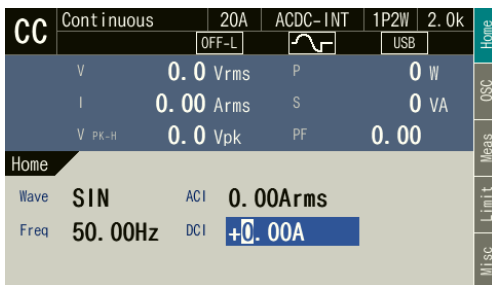 CC Continuous 20A ACDC-INT 1P2W 2.0k
OFF-L USB
V 0.0 Vrms P 0 W
I 0.00 Arms S 0 VA
V PK-H 0.0 Vpk PF 0.00
Home
Wave SIN ACI 0.00Arms
Freq 50.00Hz DCI +0.00A
Home
OSC
Meas
Limit
Misc